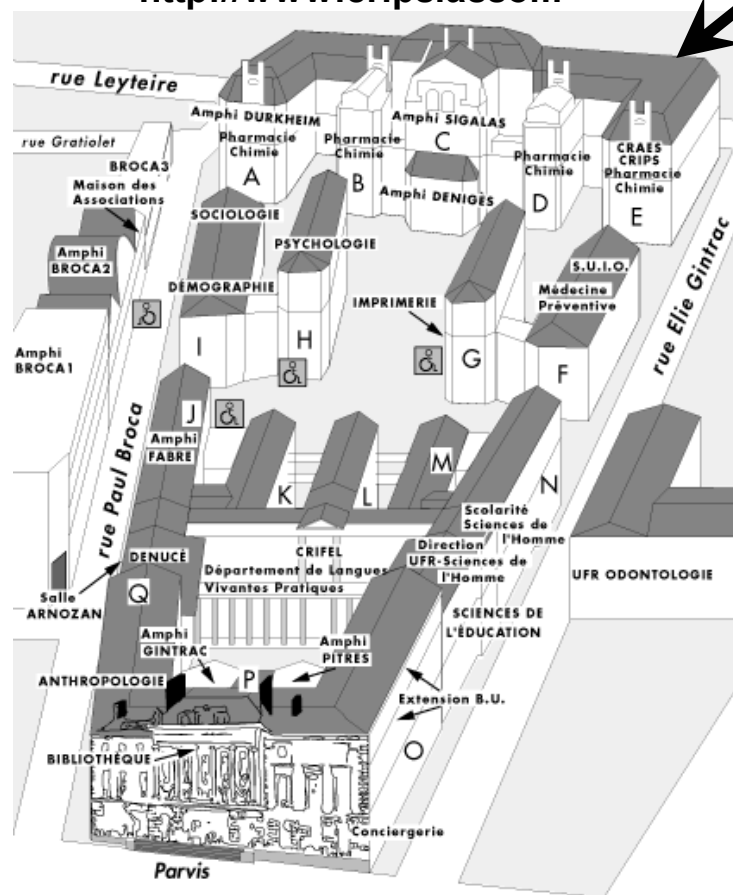 rue Leyteire
Amphi DURKHEIM
Pharmacie
Chimie
A
Pharmacie
Chimie
B
Amphi SIGALAS
C
Amphi DENIGÈS
Pharmacie
Chimie
D
CRAES
CRIPS
Pharmacie
Chimie
E
rue Gratiolet
BROCA3
Maison des
Associations
Amphi
BROCA2
Amphi
BROCA1
SOCIOLOGIE
DÉMOGRAPHIE
I
PSYCHOLOGIE
H
IMPRIMERIE
G
S.U.I.O.
Médecine
Préventive
F
rue Elie Gintrac
rue Paul Broca
J
Amphi
FABRE
K
L
M
N
Scolarité
Sciences de
l'Homme
Direction
UFR-Sciences de
l'Homme
CRIFEL
Département de Langues
Vivantes Pratiques
DENUCÉ
Salle
ARNOZAN
Q
UFR ODONTOLOGIE
SCIENCES DE
L'ÉDUCATION
Amphi
GINTRAC
Amphi
PITRES
P
ANTHROPOLOGIE
Extension B.U.
O
BIBLIOTHÈQUE
Conciergerie
Parvis